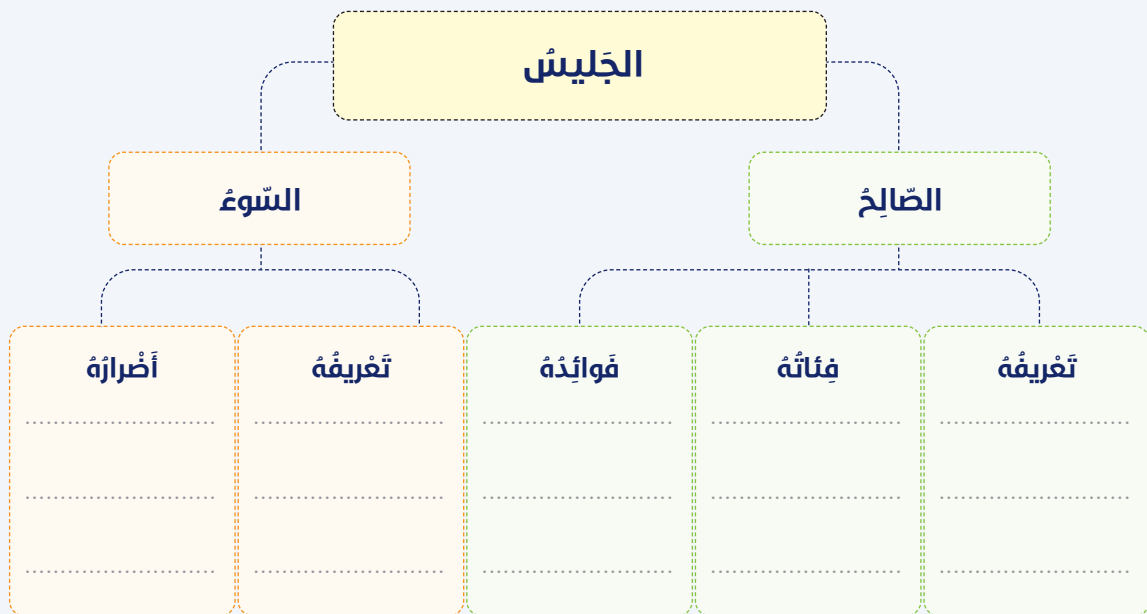 الجَليسُ
الصّالِحُ
السّوءُ
تَعْريفُهُ
فِئاتُهُ
فَوائِدُهُ
تَعْريفُهُ
أَضْرارُهُ